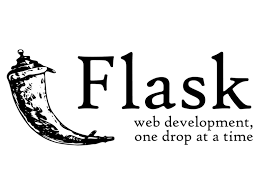 Flask
web development,
one drop at a time